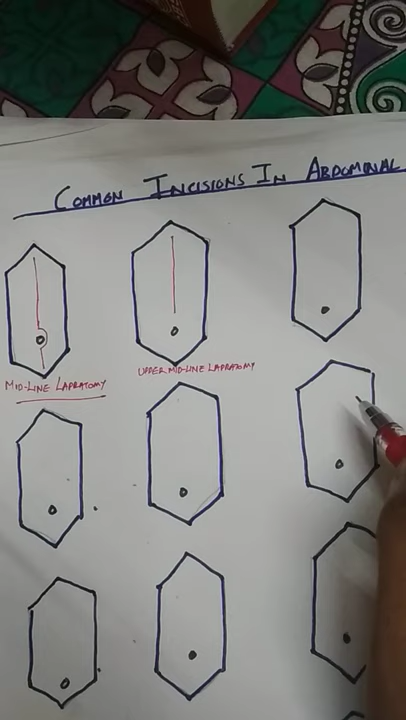 COMMON INCISIONS IN ABDOMINAL
MID-LINE LAPRATOMY
UPPER MID-LINE LAPRATOMY